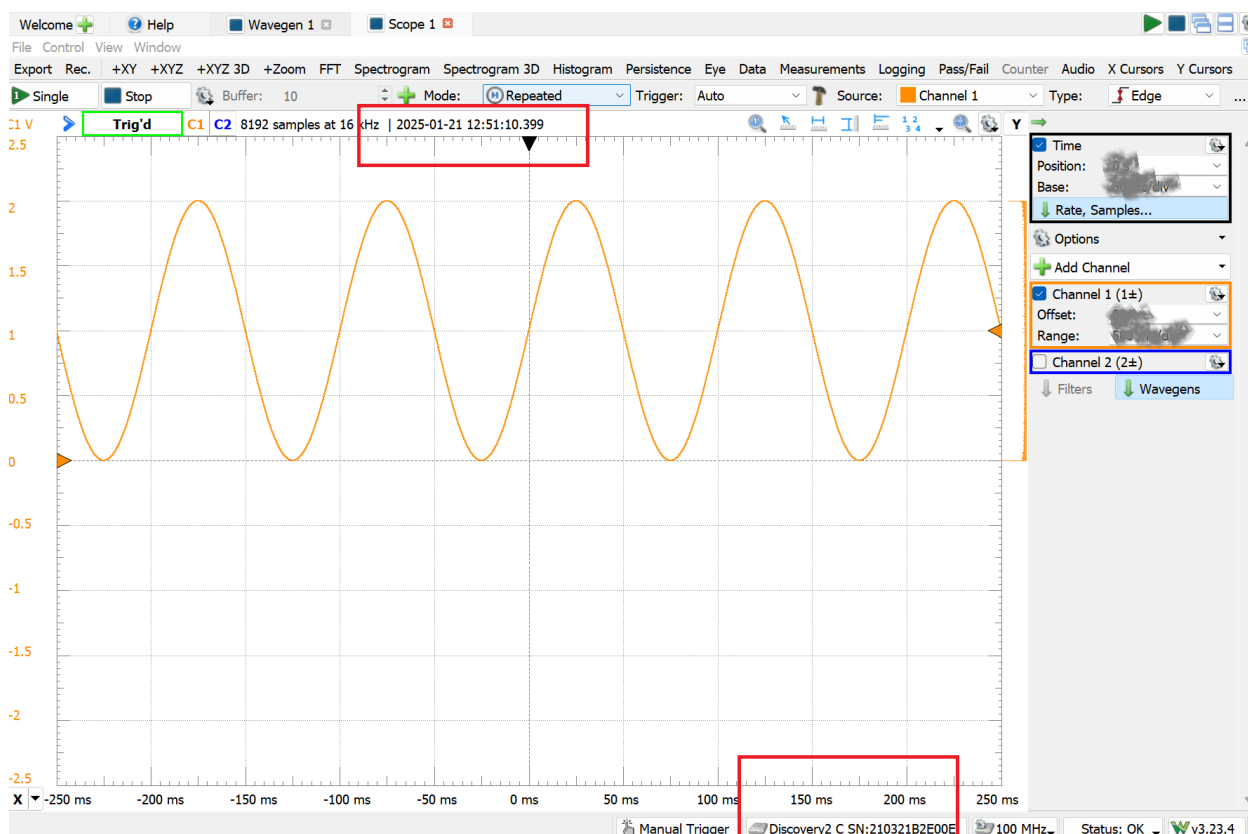 Welcome Help Wavegen 1 Scope 1
File Control View Window
Export Rec. +XY +XYZ +XYZ 3D +Zoom FFT Spectrogram Spectrogram 3D Histogram Persistence Eye Data Measurements Logging Pass/Fail Counter Audio X Cursors Y Cursors
Single Stop Buffer: 10 Mode: Repeated Trigger: Auto Source: Channel 1 Type: Edge ...
C1 V Trig'd C1 C2 8192 samples at 16 kHz | 2025-01-21 12:51:10.399 Y
2.5
2
1.5
1
0.5
0
-0.5
-1
-1.5
-2
-2.5
X -250 ms -200 ms -150 ms -100 ms -50 ms 0 ms 50 ms 100 ms 150 ms 200 ms 250 ms
Time
Position:
Base:
Rate, Samples...
Options
Add Channel
Channel 1 (1±)
Offset:
Range:
Channel 2 (2±)
Filters Wavegens
Manual Trigger Discovery2 C SN:210321B2E00E 100 MHz Status: OK v3.23.4